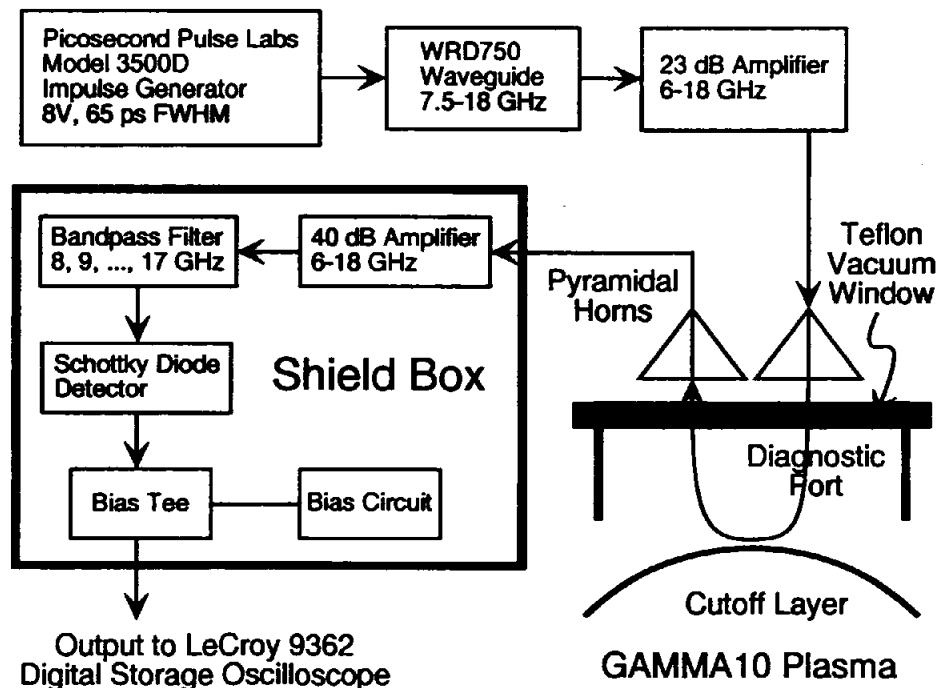 Picosecond Pulse Labs
Model 3500D
Impulse Generator
8V, 65 ps FWHM
WRD750
Waveguide
7.5-18 GHz
23 dB Amplifier
6-18 GHz
Bandpass Filter
8, 9, ..., 17 GHz
40 dB Amplifier
6-18 GHz
Pyramidal
Horns
Teflon
Vacuum
Window
Schottky Diode
Detector
Shield Box
Diagnostic
Port
Bias Tee
Bias Circuit
Cutoff Layer
Output to LeCroy 9362
Digital Storage Oscilloscope
GAMMA10 Plasma